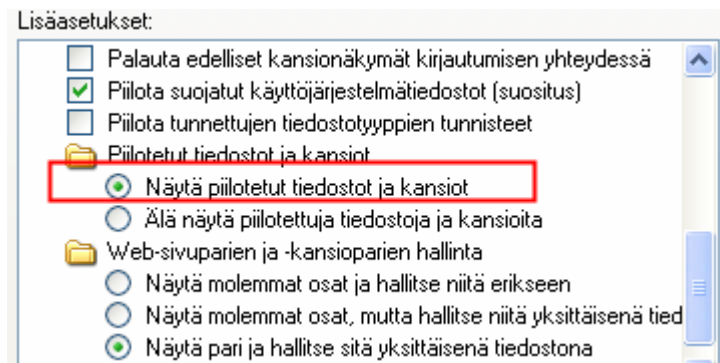 Lisäasetukset:
Palauta edelliset kansionäkymät kirjautumisen yhteydessä
Piilota suojatut käyttöjärjestelmätiedostot (suositus)
Piilota tunnettujen tiedostotyyppien tunnisteet
Piilotetut tiedostot ja kansiot
Näytä piilotetut tiedostot ja kansiot
Älä näytä piilotettuja tiedostoja ja kansioita
Web-sivuparien ja -kansioparien hallinta
Näytä molemmat osat ja hallitse niitä erikseen
Näytä molemmat osat, mutta hallitse niitä yksittäisenä tied
Näytä pari ja hallitse sitä yksittäisenä tiedostona